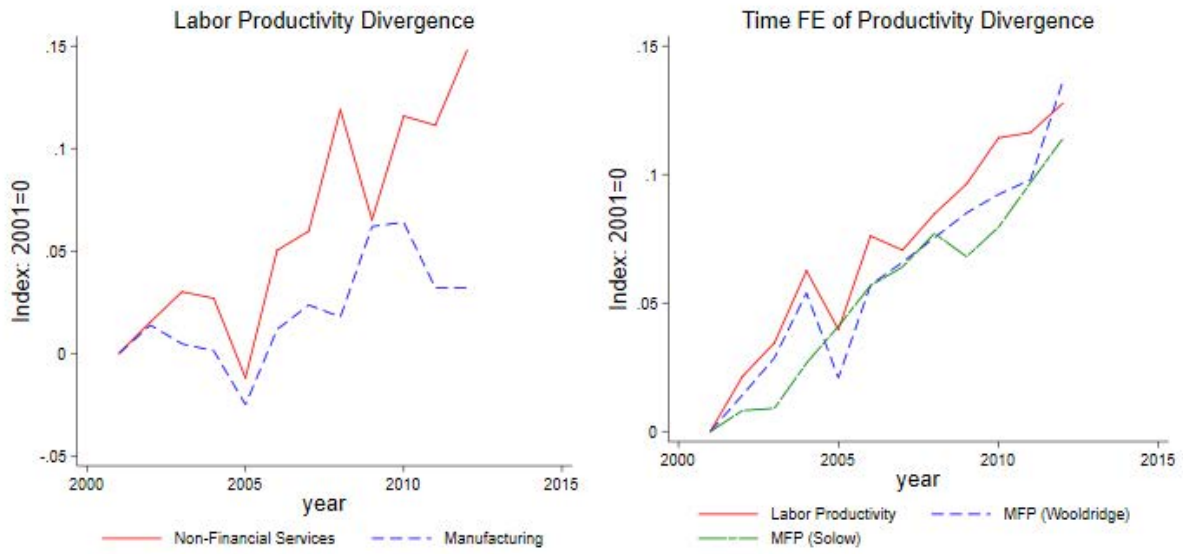 Labor Productivity Divergence
.15
.1
.05
0
-.05
Index: 2001=0
2000 2005 2010 2015
year
Non-Financial Services Manufacturing
Time FE of Productivity Divergence
.15
.1
.05
0
Index: 2001=0
2000 2005 2010 2015
year
Labor Productivity MFP (Wooldridge)
MFP (Solow)